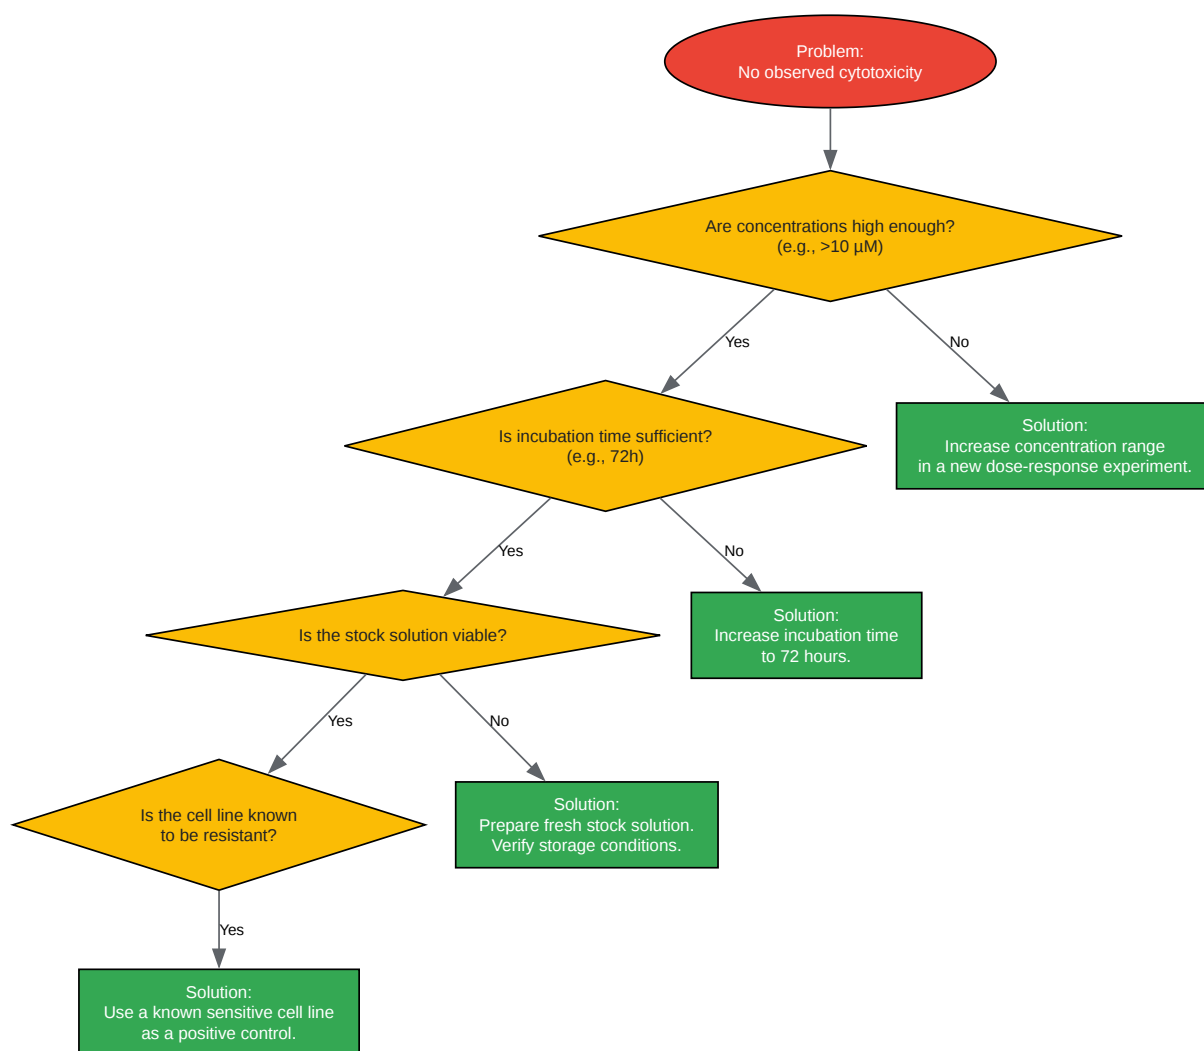 Problem:
No observed cytotoxicity
Are concentrations high enough?
(e.g., >10 µM)
Yes
No
Is incubation time sufficient?
(e.g., 72h)
Solution:
Increase concentration range
in a new dose-response experiment.
Yes
No
Is the stock solution viable?
Solution:
Increase incubation time
to 72 hours.
Yes
No
Is the cell line known
to be resistant?
Solution:
Prepare fresh stock solution.
Verify storage conditions.
Yes
Solution:
Use a known sensitive cell line
as a positive control.